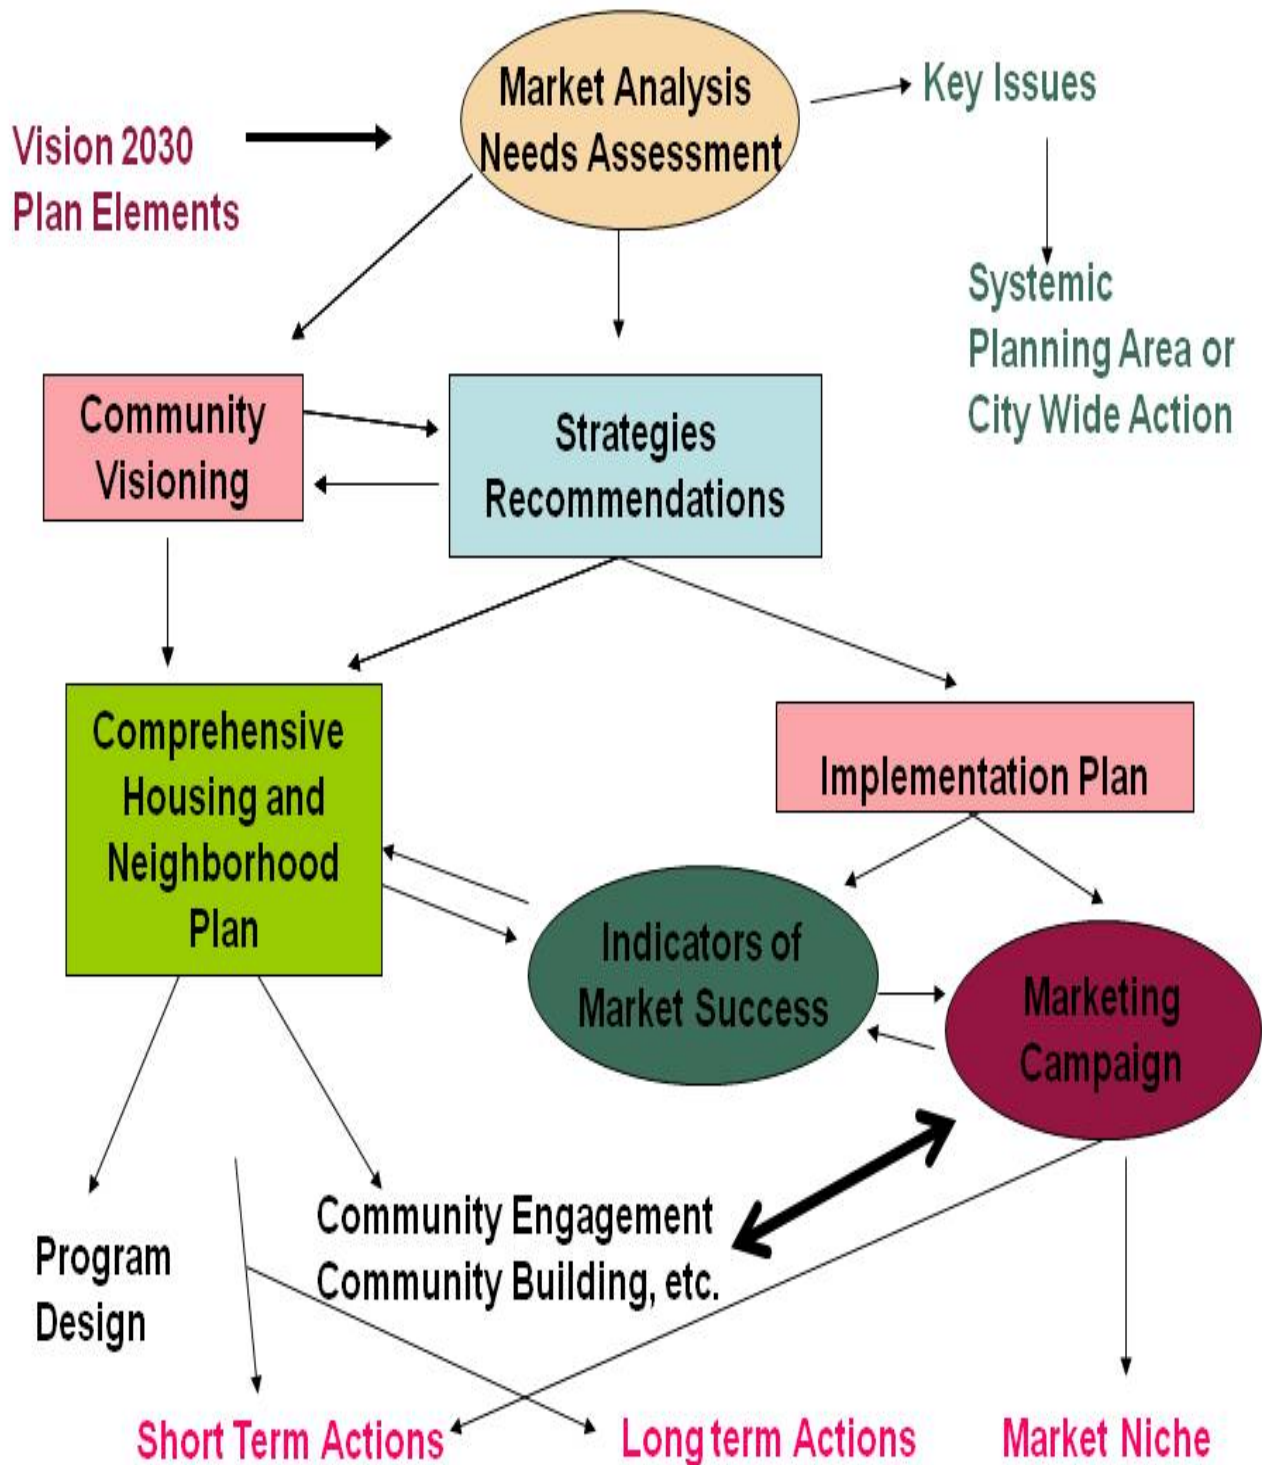 Market Analysis
Needs Assessment
Key Issues
Vision 2030
Plan Elements
Systemic
Planning Area or
City Wide Action
Community
Visioning
Strategies
Recommendations
Comprehensive
Housing and
Neighborhood
Plan
Implementation Plan
Indicators of
Market Success
Marketing
Campaign
Program
Design
Community Engagement
Community Building, etc.
Short Term Actions
Long term Actions
Market Niche